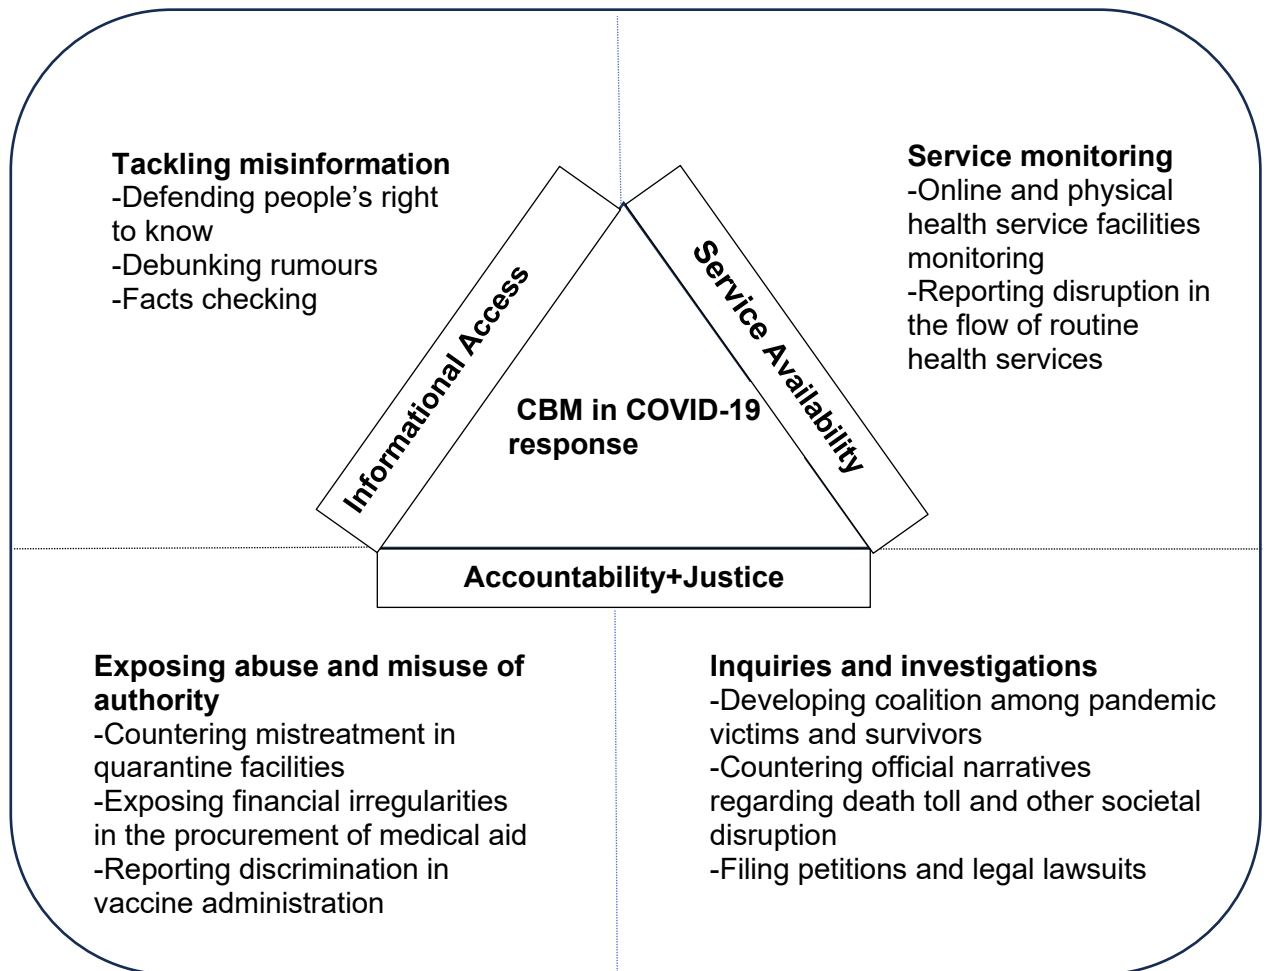 Tackling misinformation
-Defending people’s right
to know
-Debunking rumours
-Facts checking
Service monitoring
-Online and physical
health service facilities
monitoring
-Reporting disruption in
the flow of routine
health services
Informational Access
Service Availability
CBM in COVID-19
response
Accountability+Justice
Exposing abuse and misuse of
authority
-Countering mistreatment in
quarantine facilities
-Exposing financial irregularities
in the procurement of medical aid
-Reporting discrimination in
vaccine administration
Inquiries and investigations
-Developing coalition among pandemic
victims and survivors
-Countering official narratives
regarding death toll and other societal
disruption
-Filing petitions and legal lawsuits